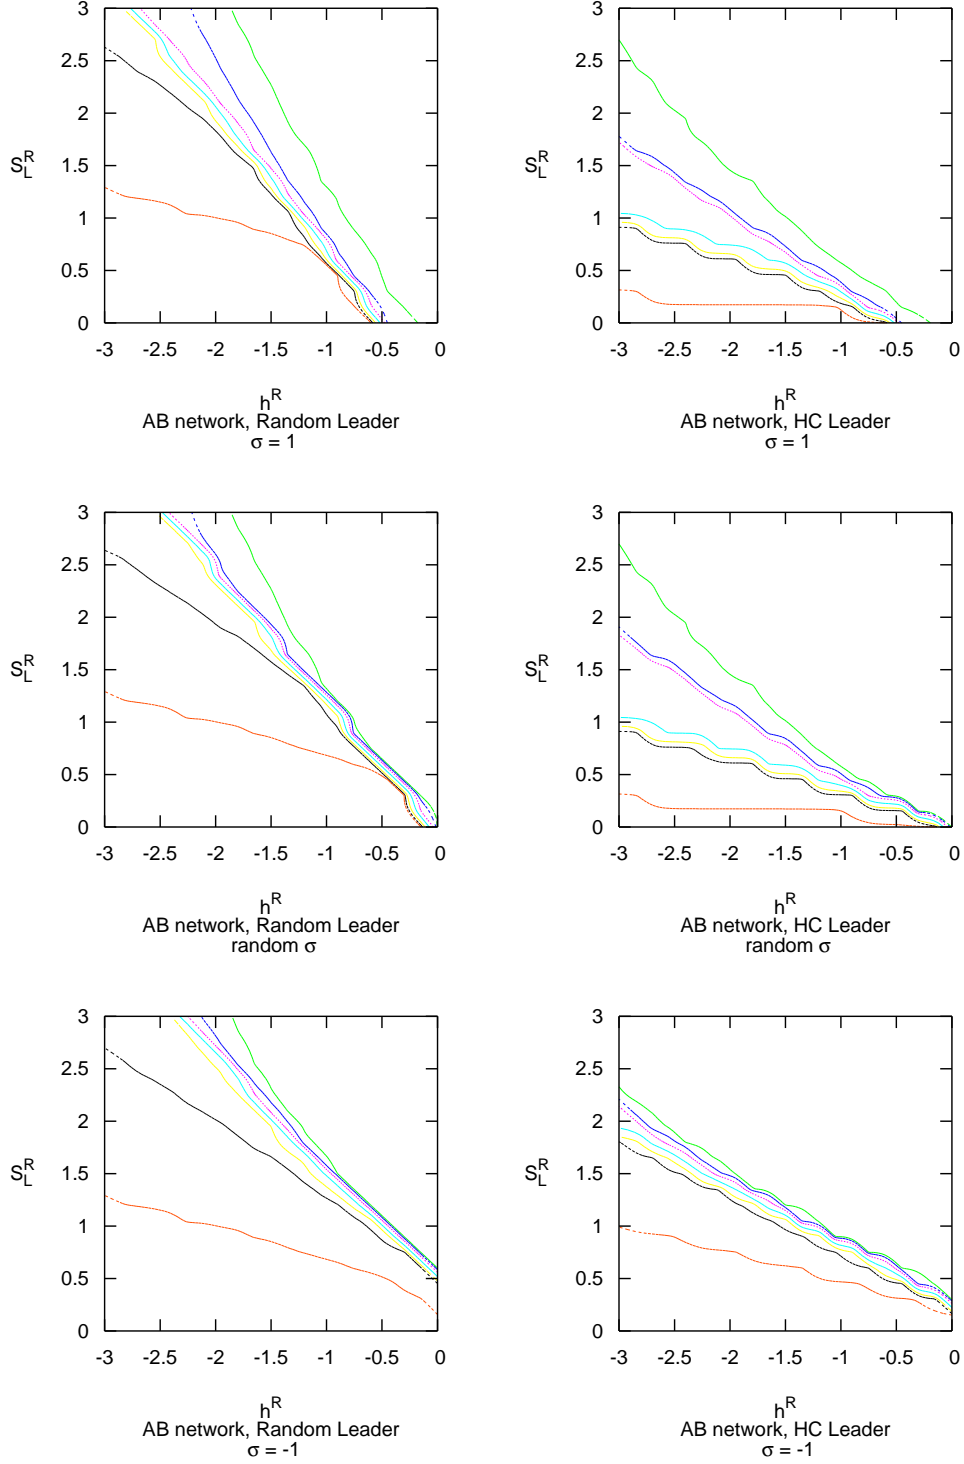 3
2.5
2
S_L^R 1.5
1
0.5
0
-3 -2.5 -2 -1.5 -1 -0.5 0
h^R
AB network, Random Leader
σ = 1
3
2.5
2
S_L^R 1.5
1
0.5
0
-3 -2.5 -2 -1.5 -1 -0.5 0
h^R
AB network, HC Leader
σ = 1
3
2.5
2
S_L^R 1.5
1
0.5
0
-3 -2.5 -2 -1.5 -1 -0.5 0
h^R
AB network, Random Leader
random σ
3
2.5
2
S_L^R 1.5
1
0.5
0
-3 -2.5 -2 -1.5 -1 -0.5 0
h^R
AB network, HC Leader
random σ
3
2.5
2
S_L^R 1.5
1
0.5
0
-3 -2.5 -2 -1.5 -1 -0.5 0
h^R
AB network, Random Leader
σ = -1
3
2.5
2
S_L^R 1.5
1
0.5
0
-3 -2.5 -2 -1.5 -1 -0.5 0
h^R
AB network, HC Leader
σ = -1